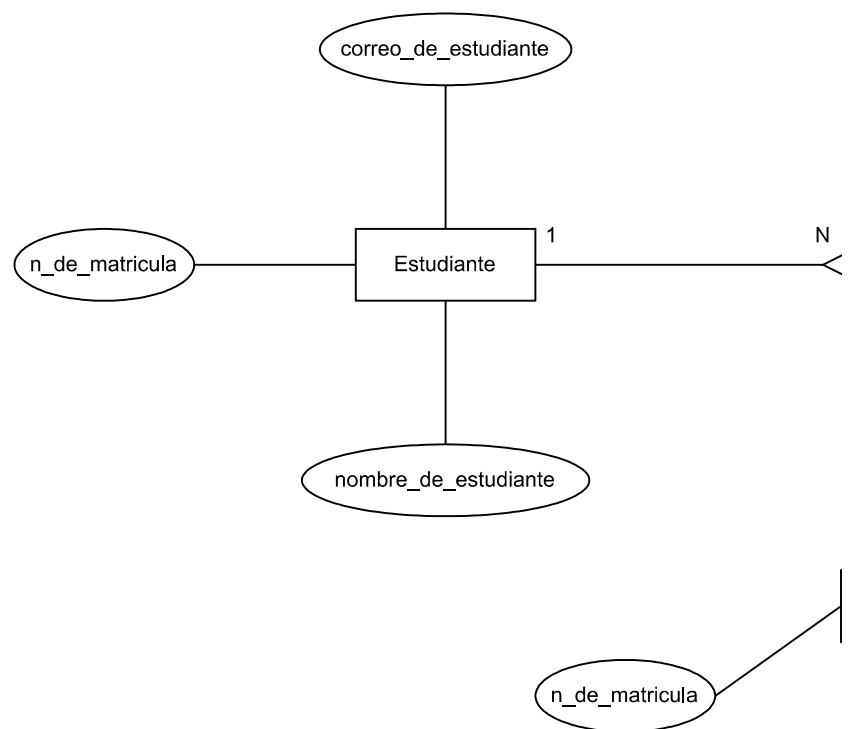 correo_de_estudiante
1
N
n_de_matricula
Estudiante
nombre_de_estudiante
n_de_matricula